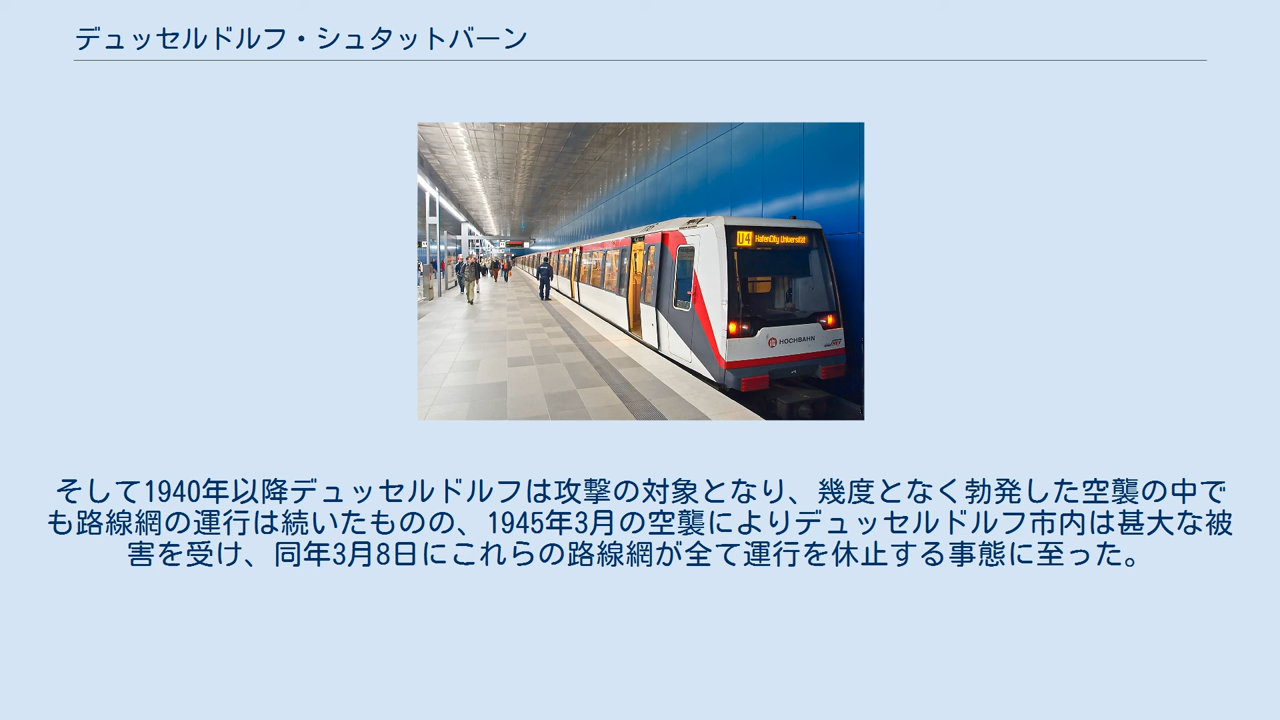 デュッセルドルフ・シュタットバーン
U4 HafenCity Universität
HOCHBAHN
そして1940年以降デュッセルドルフは攻撃の対象となり、幾度となく勃発した空襲の中で
も路線網の運行は続いたものの、1945年3月の空襲によりデュッセルドルフ市内は甚大な被
害を受け、同年3月8日にこれらの路線網が全て運行を休止する事態に至った。